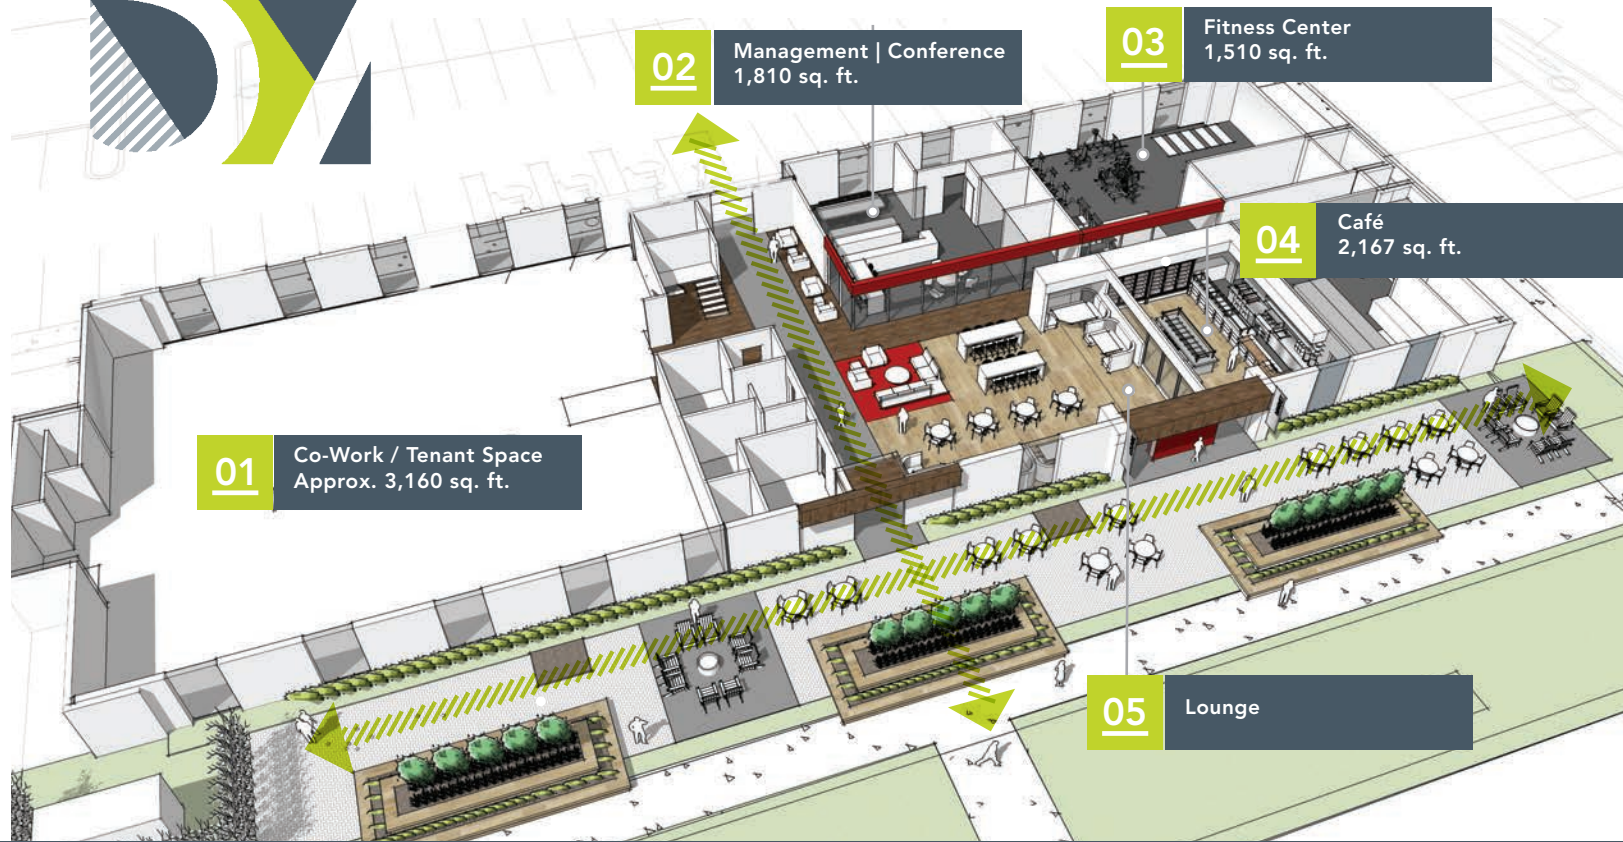 02
Management | Conference
1,810 sq. ft.
03
Fitness Center
1,510 sq. ft.
04
Café
2,167 sq. ft.
01
Co-Work / Tenant Space
Approx. 3,160 sq. ft.
05
Lounge